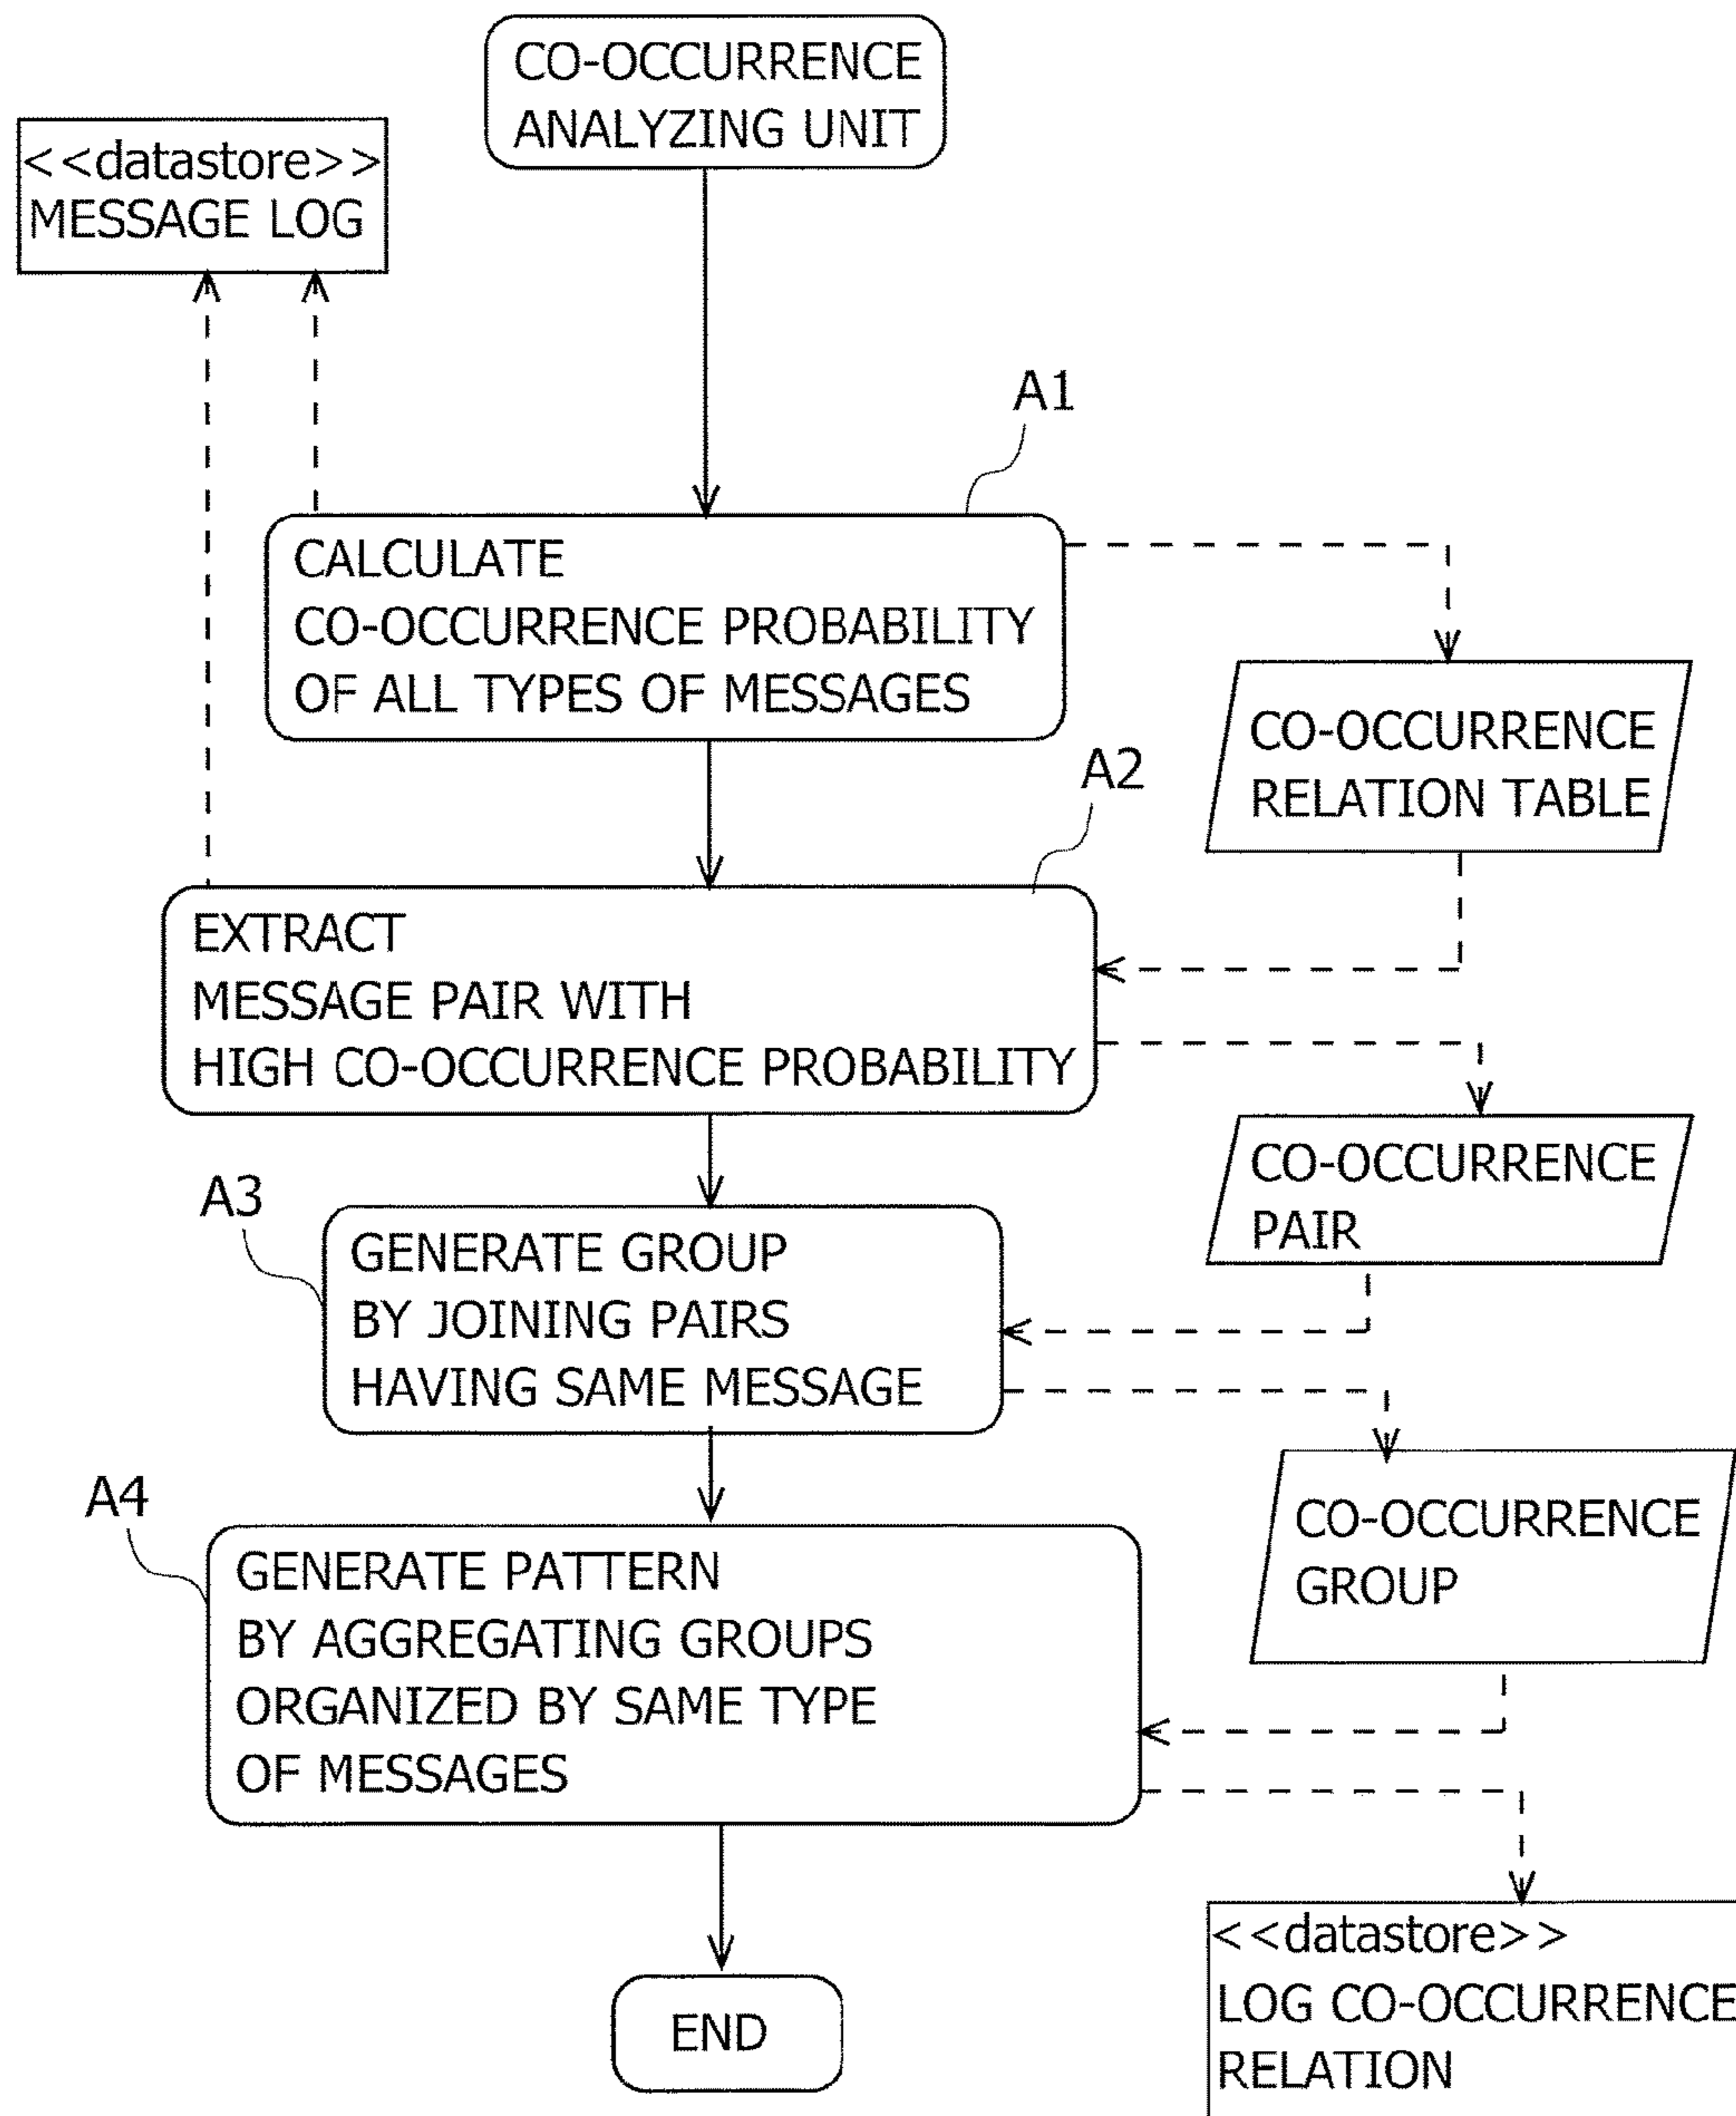 CO-OCCURRENCE
ANALYZING UNIT
<<datastore>>
MESSAGE LOG
A1
CALCULATE
CO-OCCURRENCE PROBABILITY
OF ALL TYPES OF MESSAGES
CO-OCCURRENCE
RELATION TABLE
A2
EXTRACT
MESSAGE PAIR WITH
HIGH CO-OCCURRENCE PROBABILITY
CO-OCCURRENCE
PAIR
A3
GENERATE GROUP
BY JOINING PAIRS
HAVING SAME MESSAGE
CO-OCCURRENCE
GROUP
A4
GENERATE PATTERN
BY AGGREGATING GROUPS
ORGANIZED BY SAME TYPE
OF MESSAGES
<<datastore>>
LOG CO-OCCURRENCE
RELATION
END